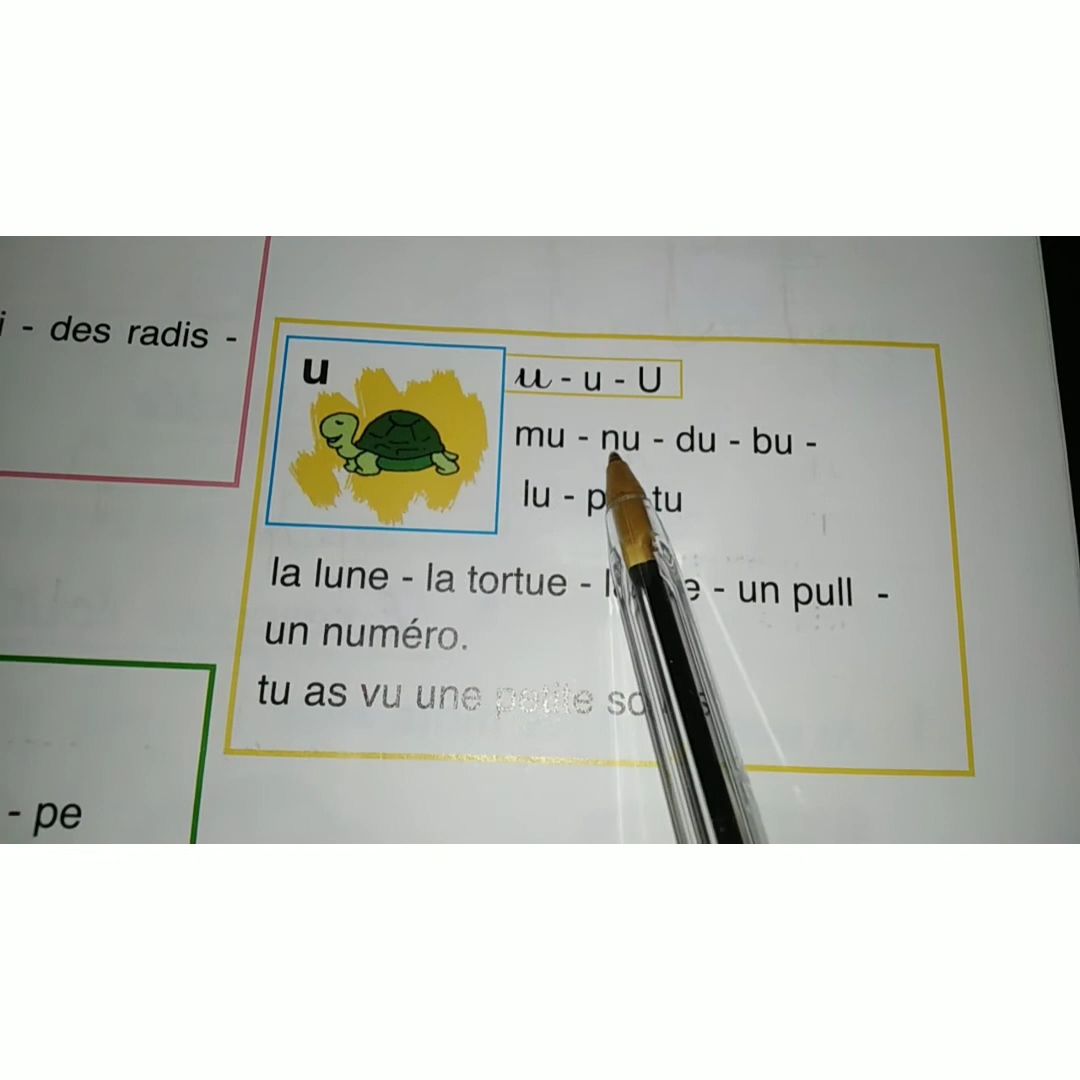 i - des radis -
u
u - u - U
mu - nu - du - bu -
lu - p tu
la lune - la tortue - - un pull -
un numéro.
tu as vu une petite
- pe